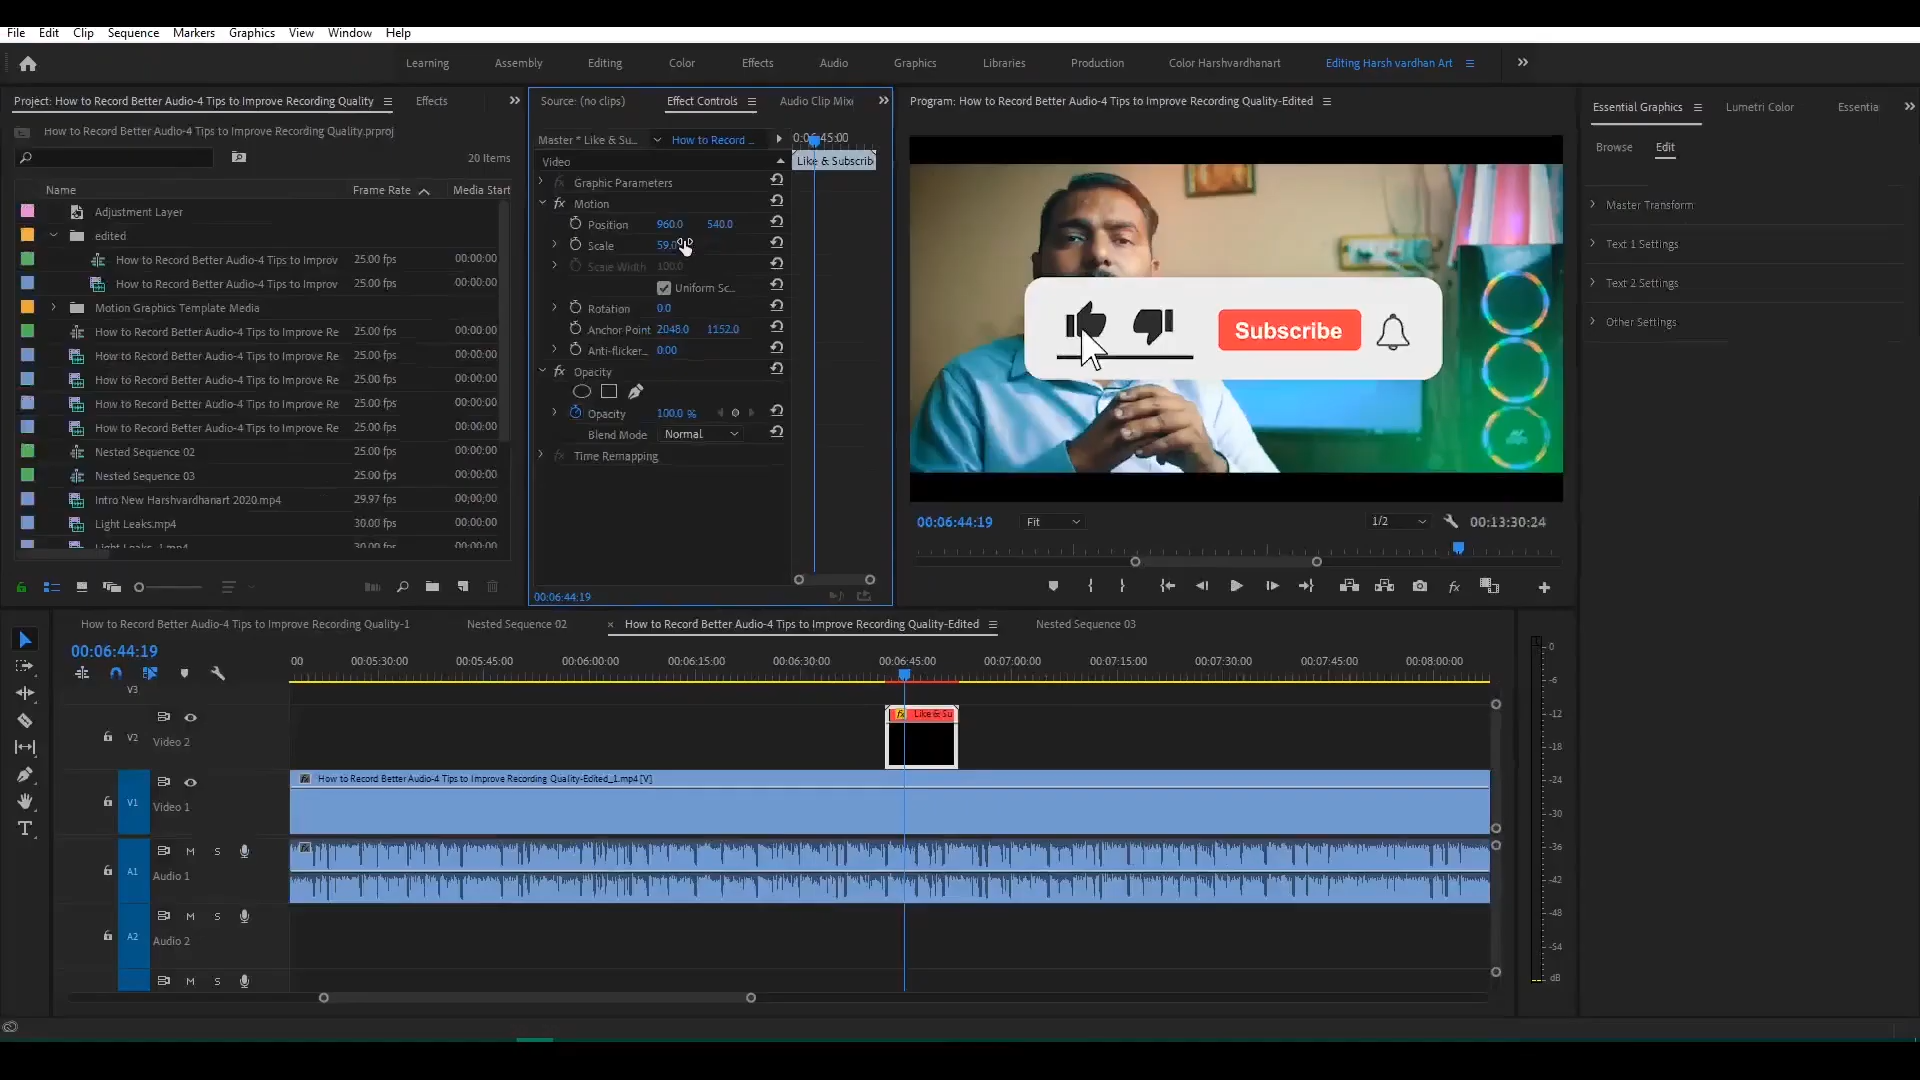 File Edit Clip Sequence Markers Graphics View Window Help
Learning Assembly Editing Color Effects Audio Graphics Libraries Production Color Harshvardhanart Editing Harsh vardhan Art
Project: How to Record Better Audio-4 Tips to Improve Recording Quality Effects
How to Record Better Audio-4 Tips to Improve Recording Quality.prproj
20 Items
Name Frame Rate Media Start
Adjustment Layer
edited
How to Record Better Audio-4 Tips to Improv 25.00 fps 00:00:00
How to Record Better Audio-4 Tips to Improv 25.00 fps 00:00:00
Motion Graphics Template Media
How to Record Better Audio-4 Tips to Improve Re 25.00 fps 00:00:00
How to Record Better Audio-4 Tips to Improve Re 25.00 fps 00:00:00
How to Record Better Audio-4 Tips to Improve Re 25.00 fps 00:00:00
How to Record Better Audio-4 Tips to Improve Re 25.00 fps 00:00:00
How to Record Better Audio-4 Tips to Improve Re 25.00 fps 00:00:00
Nested Sequence 02 25.00 fps 00:00:00
Nested Sequence 03 25.00 fps 00:00:00
Intro New Harshvardhanart 2020.mp4 29.97 fps 00;00;00
Light Leaks.mp4 30.00 fps 00:00:00
Light Leaks_1.mp4 30.00 fps 00:00:00
Source: (no clips) Effect Controls Audio Clip Mix
Master * Like & Su... How to Record ... 0:06:45:00
Video Like & Subscrib
Graphic Parameters
Motion
Position 960.0 540.0
Scale 59.0
Scale Width 100.0
Uniform Sc...
Rotation 0.0
Anchor Point 2048.0 1152.0
Anti-flicker... 0.00
Opacity
Opacity 100.0 %
Blend Mode Normal
Time Remapping
00:06:44:19
Program: How to Record Better Audio-4 Tips to Improve Recording Quality-Edited
Subscribe
00:06:44:19 Fit 1/2 00:13:30:24
Essential Graphics Lumetri Color Essentia
Browse Edit
Master Transform
Text 1 Settings
Text 2 Settings
Other Settings
How to Record Better Audio-4 Tips to Improve Recording Quality-1 Nested Sequence 02 × How to Record Better Audio-4 Tips to Improve Recording Quality-Edited Nested Sequence 03
00:06:44:19
00 00:05:30:00 00:05:45:00 00:06:00:00 00:06:15:00 00:06:30:00 00:06:45:00 00:07:00:00 00:07:15:00 00:07:30:00 00:07:45:00 00:08:00:00
V3
fx Like & Su
V2 Video 2
fx How to Record Better Audio-4 Tips to Improve Recording Quality-Edited_1.mp4 [V]
V1 Video 1
M S
A1 Audio 1
M S
A2 Audio 2
M S
0
-6
-12
-18
-24
-30
-36
-42
-48
-54
dB